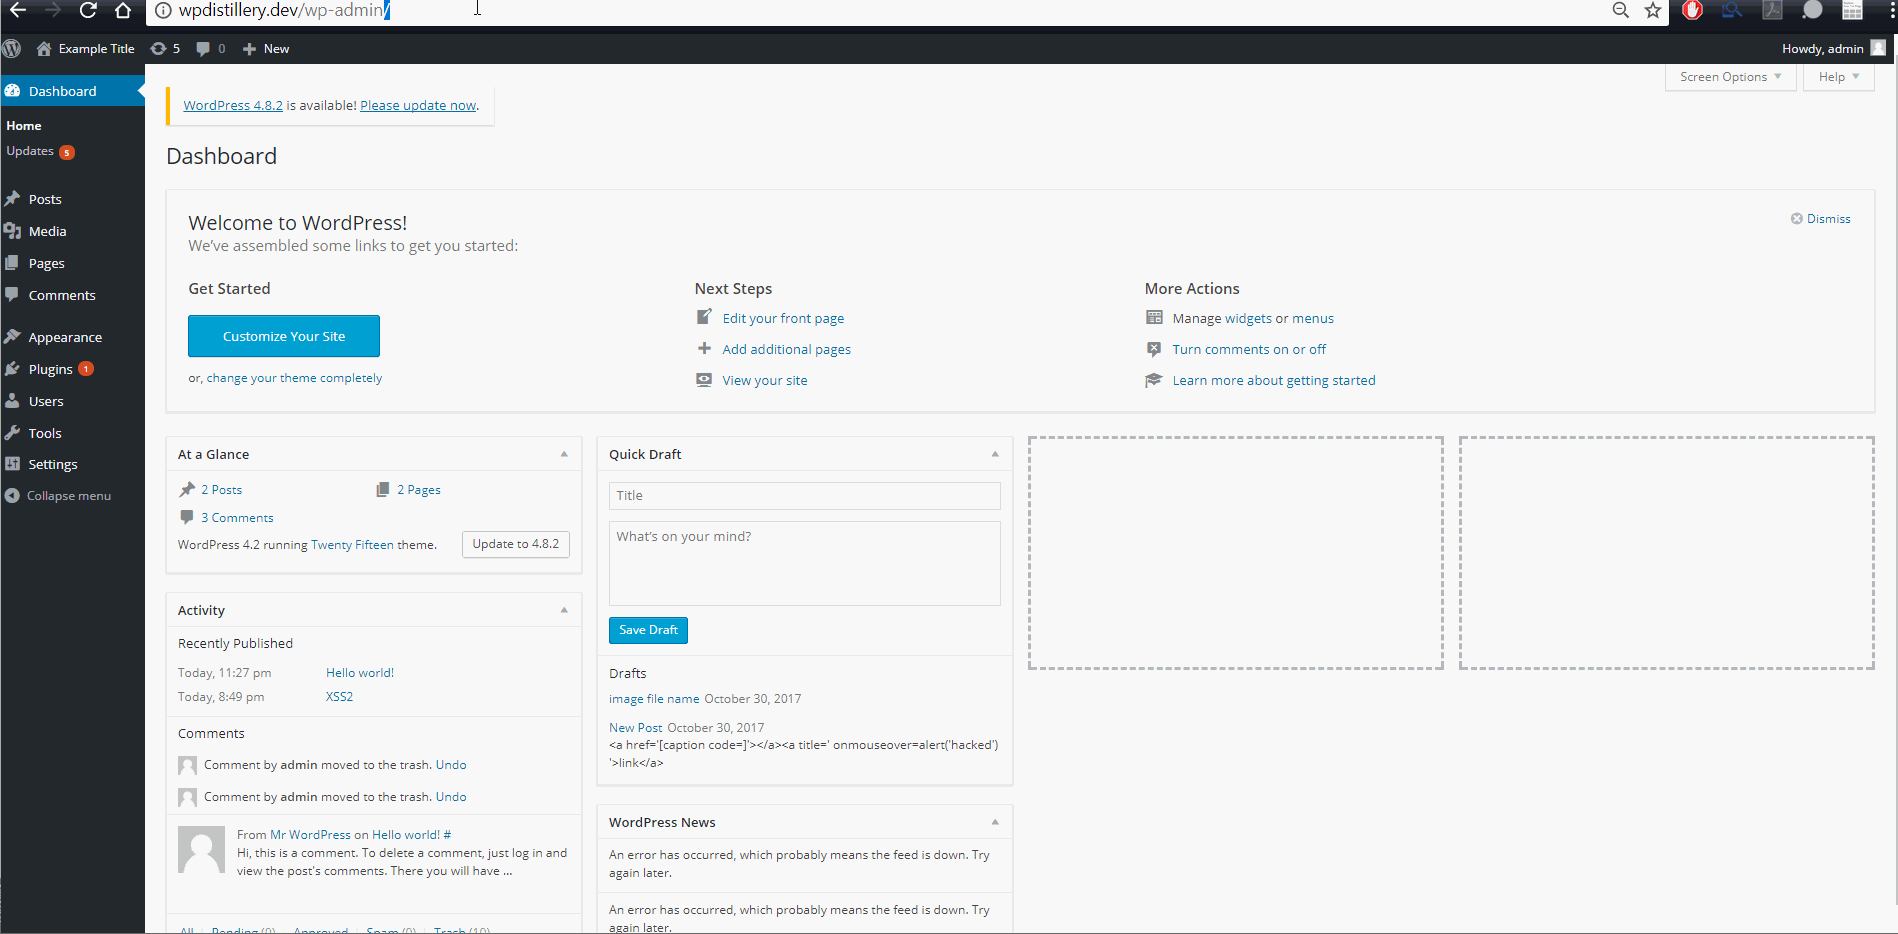 wpdistillery.dev/wp-admin/
Example Title 5 0 New Howdy, admin
Screen Options Help
Dashboard
Home
Updates 5
Posts
Media
Pages
Comments
Appearance
Plugins 1
Users
Tools
Settings
Collapse menu
WordPress 4.8.2 is available! Please update now.
Dashboard
Welcome to WordPress!
We've assembled some links to get you started:
Dismiss
Get Started
Customize Your Site
or, change your theme completely
Next Steps
Edit your front page
Add additional pages
View your site
More Actions
Manage widgets or menus
Turn comments on or off
Learn more about getting started
At a Glance
2 Posts 2 Pages
3 Comments
WordPress 4.2 running Twenty Fifteen theme. Update to 4.8.2
Activity
Recently Published
Today, 11:27 pm Hello world!
Today, 8:49 pm XSS2
Comments
Comment by admin moved to the trash. Undo
Comment by admin moved to the trash. Undo
From Mr WordPress on Hello world! #
Hi, this is a comment. To delete a comment, just log in and
view the post's comments. There you will have ...
All | Pending (0) | Approved | Spam (0) | Trash (10)
Quick Draft
Title
What's on your mind?
Save Draft
Drafts
image file name October 30, 2017
New Post October 30, 2017
<a href='[caption code=]'></a><a title=' onmouseover=alert('hacked')
'>link</a>
WordPress News
An error has occurred, which probably means the feed is down. Try
again later.
An error has occurred, which probably means the feed is down. Try
again later.